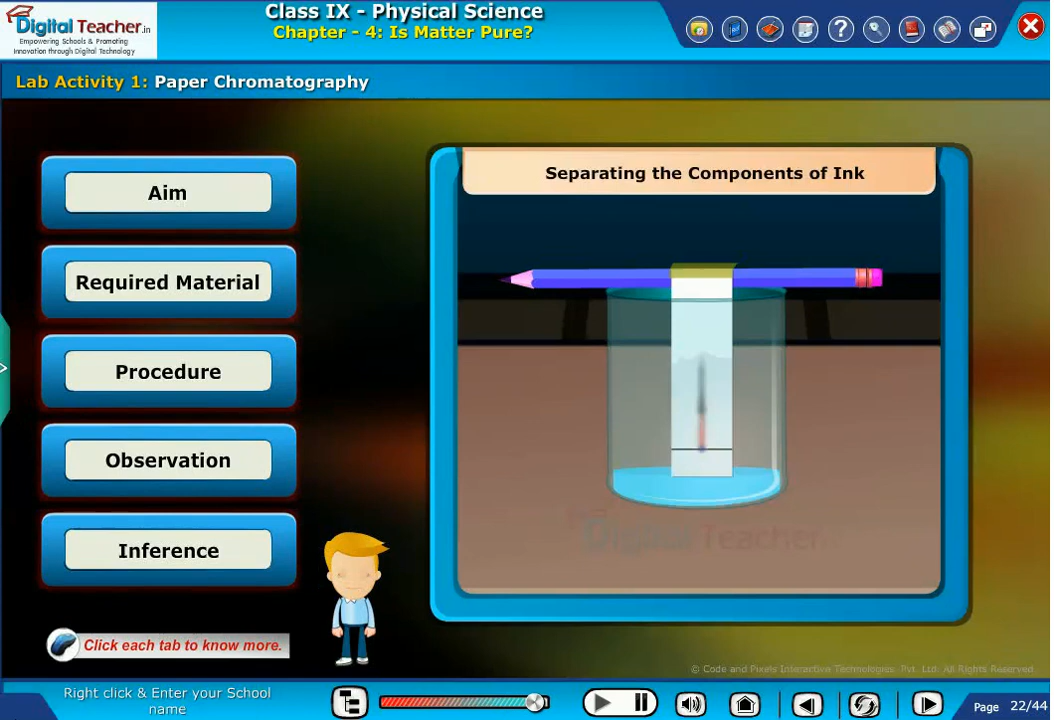 Digital Teacher.in
Empowering Schools & Promoting
Innovation through Digital Technology
Class IX - Physical Science
Chapter - 4: Is Matter Pure?
?
Lab Activity 1: Paper Chromatography
Aim
Required Material
Procedure
Observation
Inference
Click each tab to know more.
Separating the Components of Ink
Digital Teacher
© Code and Pixels Interactive Technologies. Pvt. Ltd. All Rights Reserved.
Right click & Enter your School
name
Page 22/44